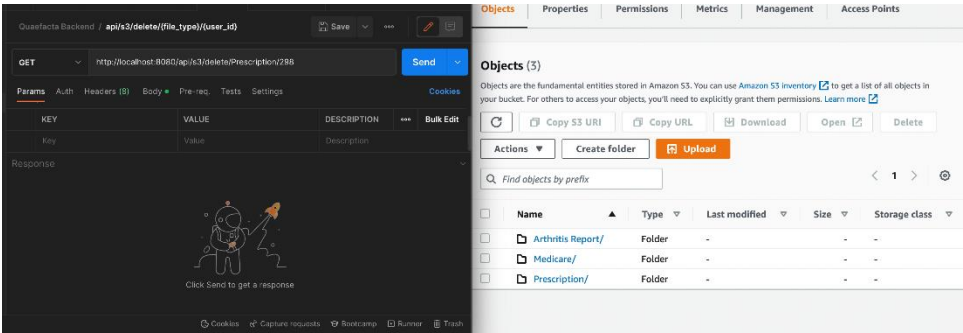 Quaefacta Backend / api/s3/delete/{file_type}/{user_id}
Save
GET
http://localhost:8080/api/s3/delete/Prescription/298
Send
Params Auth Headers (8) Body Pre-req. Tests Settings
Cookies
KEY VALUE DESCRIPTION Bulk Edit
Key Value Description
Response
Click Send to get a response
Cookies Capture requests Bootcamp Runner Trash
Objects Properties Permissions Metrics Management Access Points
Objects (3)
Objects are the fundamental entities stored in Amazon S3. You can use Amazon S3 inventory to get a list of all objects in
your bucket. For others to access your objects, you'll need to explicitly grant them permissions. Learn more
Copy S3 URI Copy URL Download Open Delete
Actions Create folder Upload
Find objects by prefix
1
Name Type Last modified Size Storage class
Arthritis Report/ Folder - - -
Medicare/ Folder - - -
Prescription/ Folder - - -